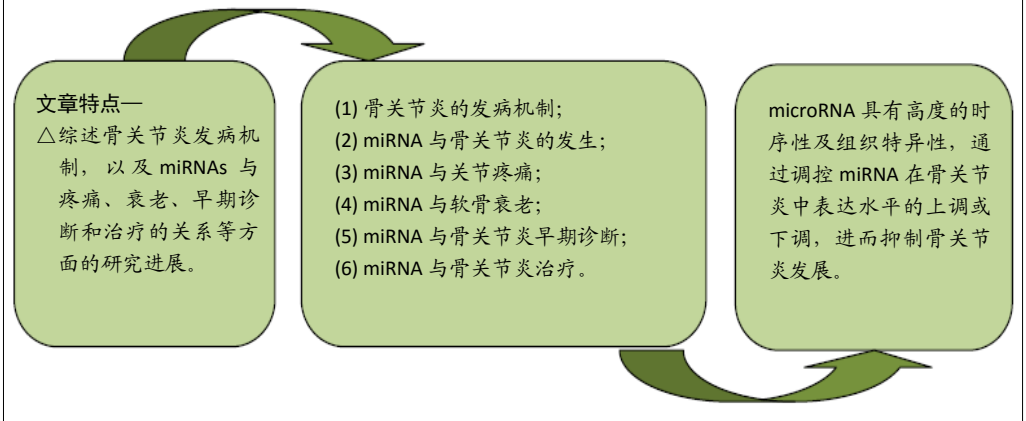 文章特点—
△综述骨关节炎发病机
制，以及 miRNAs 与
疼痛、衰老、早期诊
断和治疗的关系等方
面的研究进展。
(1) 骨关节炎的发病机制；
(2) miRNA 与骨关节炎的发生；
(3) miRNA 与关节疼痛；
(4) miRNA 与软骨衰老；
(5) miRNA 与骨关节炎早期诊断；
(6) miRNA 与骨关节炎治疗。
microRNA 具有高度的时
序性及组织特异性，通
过调控 miRNA 在骨关节
炎中表达水平的上调或
下调，进而抑制骨关节
炎发展。